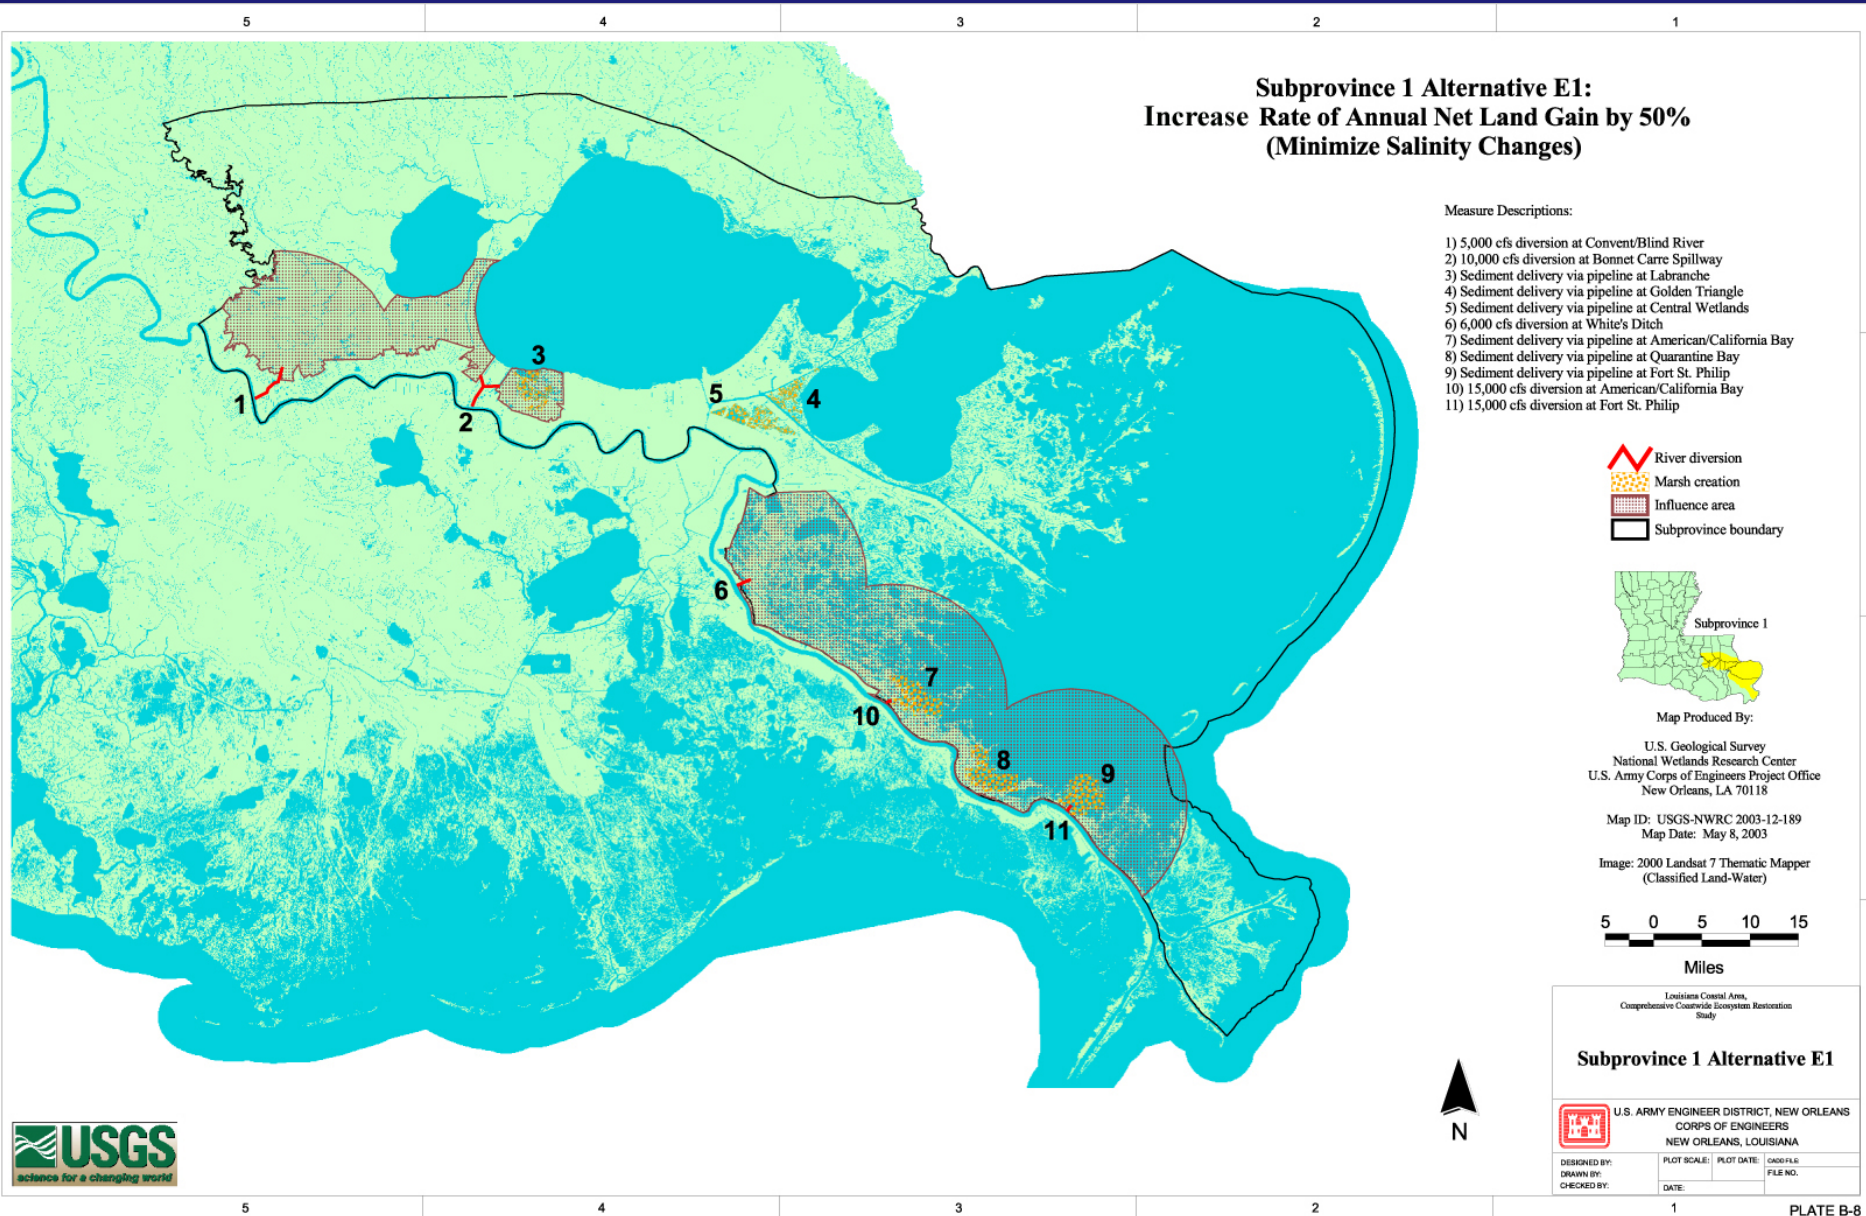 5 4 3 2 1
Subprovince 1 Alternative E1:
Increase Rate of Annual Net Land Gain by 50%
(Minimize Salinity Changes)
Measure Descriptions:
1) 5,000 cfs diversion at Convent/Blind River
2) 10,000 cfs diversion at Bonnet Carre Spillway
3) Sediment delivery via pipeline at Labranche
4) Sediment delivery via pipeline at Golden Triangle
5) Sediment delivery via pipeline at Central Wetlands
6) 6,000 cfs diversion at White's Ditch
7) Sediment delivery via pipeline at American/California Bay
8) Sediment delivery via pipeline at Quarantine Bay
9) Sediment delivery via pipeline at Fort St. Philip
10) 15,000 cfs diversion at American/California Bay
11) 15,000 cfs diversion at Fort St. Philip
River diversion
Marsh creation
Influence area
Subprovince boundary
1
2
3
4
5
6
7
10
8
9
11
Subprovince 1
Map Produced By:
U.S. Geological Survey
National Wetlands Research Center
U.S. Army Corps of Engineers Project Office
New Orleans, LA 70118
Map ID: USGS-NWRC 2003-12-189
Map Date: May 8, 2003
Image: 2000 Landsat 7 Thematic Mapper
(Classified Land-Water)
5 0 5 10 15
Miles
N
Louisiana Coastal Area,
Comprehensive Coastwide Ecosystem Restoration
Study
Subprovince 1 Alternative E1
U.S. ARMY ENGINEER DISTRICT, NEW ORLEANS
CORPS OF ENGINEERS
NEW ORLEANS, LOUISIANA
DESIGNED BY:
DRAWN BY:
CHECKED BY:
PLOT SCALE: PLOT DATE: CADD FILE:
FILE NO.
DATE:
USGS
science for a changing world
5 4 3 2 1
PLATE B-8